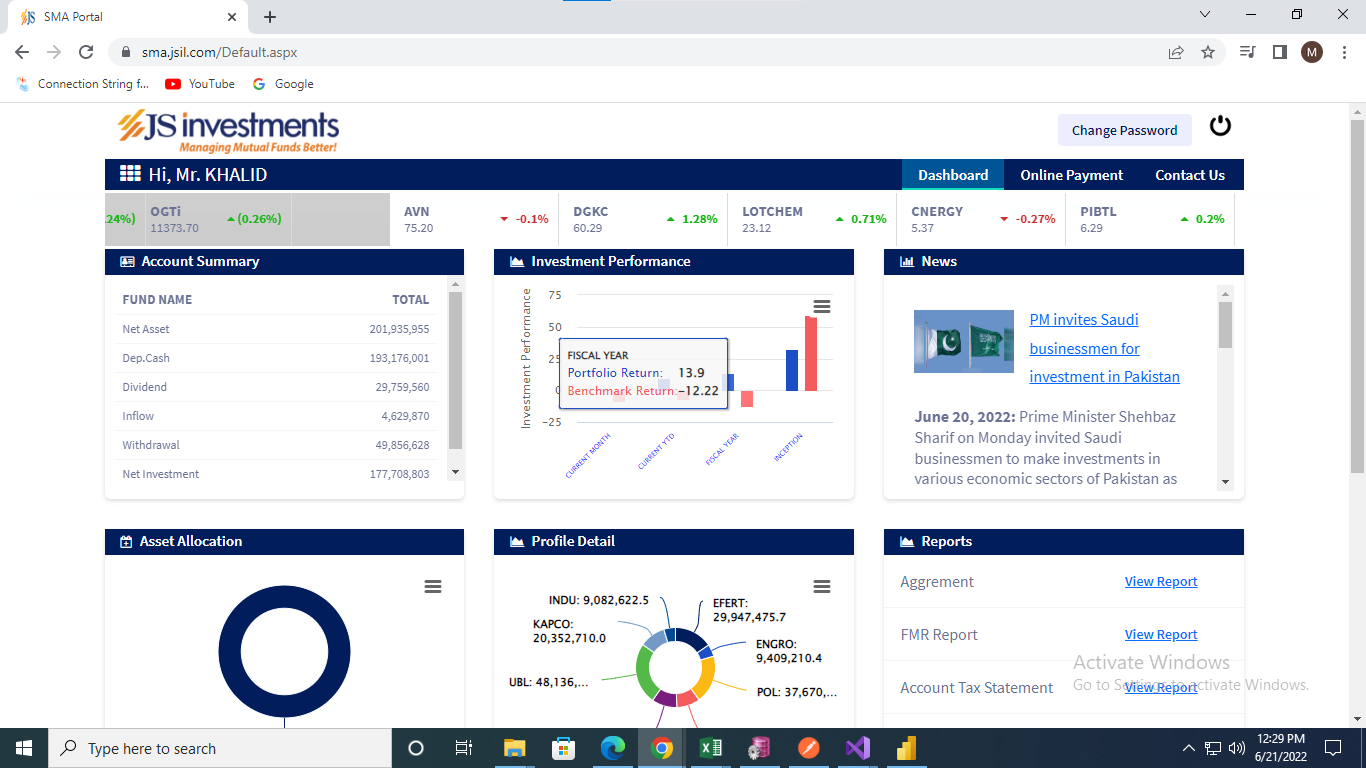 SMA Portal
sma.jsil.com/Default.aspx
M
Connection String f...
YouTube
Google
JS investments
Managing Mutual Funds Better!
Change Password
Hi, Mr. KHALID
Dashboard
Online Payment
Contact Us
24%)
OGTi
11373.70
(0.26%)
AVN
75.20
-0.1%
DGKC
60.29
1.28%
LOTCHEM
23.12
0.71%
CNERGY
5.37
-0.27%
PIBTL
6.29
0.2%
Account Summary
FUND NAME TOTAL
Net Asset 201,935,955
Dep.Cash 193,176,001
Dividend 29,759,560
Inflow 4,629,870
Withdrawal 49,856,628
Net Investment 177,708,803
Investment Performance
Investment Performance
75
50
25
0
−25
FISCAL YEAR
Portfolio Return: 13.9
Benchmark Return: −12.22
CURRENT MONTH
CURRENT YTD
FISCAL YEAR
INCEPTION
News
PM invites Saudi
businessmen for
investment in Pakistan
June 20, 2022: Prime Minister Shehbaz
Sharif on Monday invited Saudi
businessmen to make investments in
various economic sectors of Pakistan as
Asset Allocation
Profile Detail
INDU: 9,082,622.5
KAPCO:
20,352,710.0
UBL: 48,136,...
EFERT:
29,947,475.7
ENGRO:
9,409,210.4
POL: 37,670,...
Reports
Aggrement View Report
FMR Report View Report
Account Tax Statement View Report
Activate Windows
Go to Settings to activate Windows.
Type here to search
12:29 PM
6/21/2022